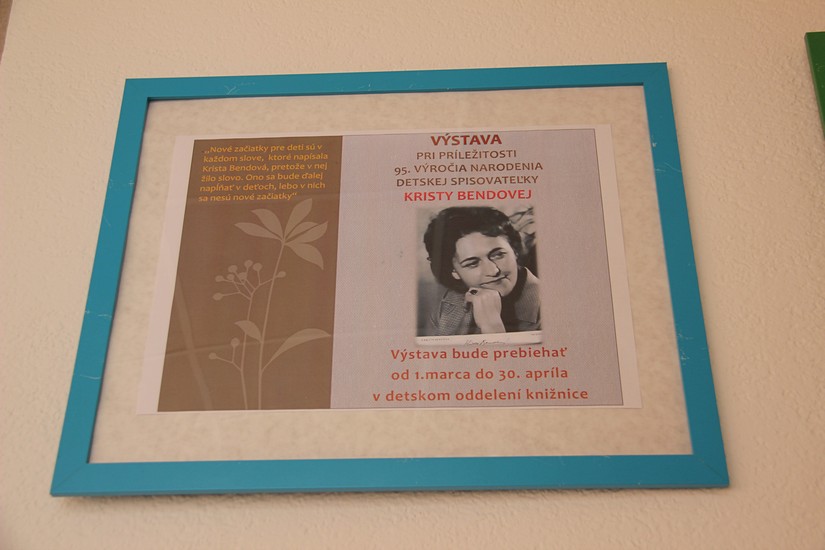 „Nové začiatky pre deti sú v
každom slove, ktoré napísala
Krista Bendová, pretože v nej
žilo slovo. Ono sa bude ďalej
napĺňať v deťoch, lebo v nich
sa nesú nové začiatky“
VÝSTAVA
PRI PRÍLEŽITOSTI
95. VÝROČIA NARODENIA
DETSKEJ SPISOVATEĽKY
KRISTY BENDOVEJ
Výstava bude prebiehať
od 1.marca do 30. apríla
v detskom oddelení knižnice